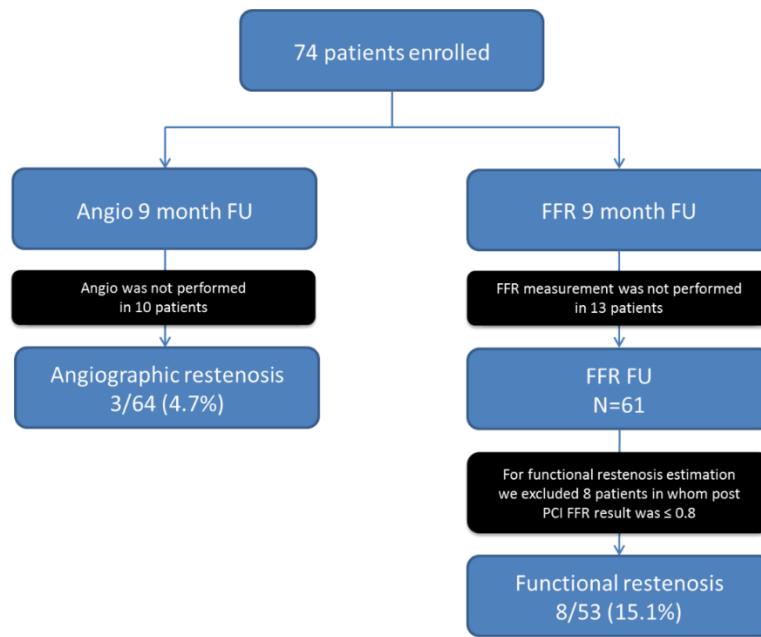 74 patients enrolled
Angio 9 month FU
Angio was not performed
in 10 patients
Angiographic restenosis
3/64 (4.7%)
FFR 9 month FU
FFR measurement was not performed
in 13 patients
FFR FU
N=61
For functional restenosis estimation
we excluded 8 patients in whom post
PCI FFR result was ≤ 0.8
Functional restenosis
8/53 (15.1%)